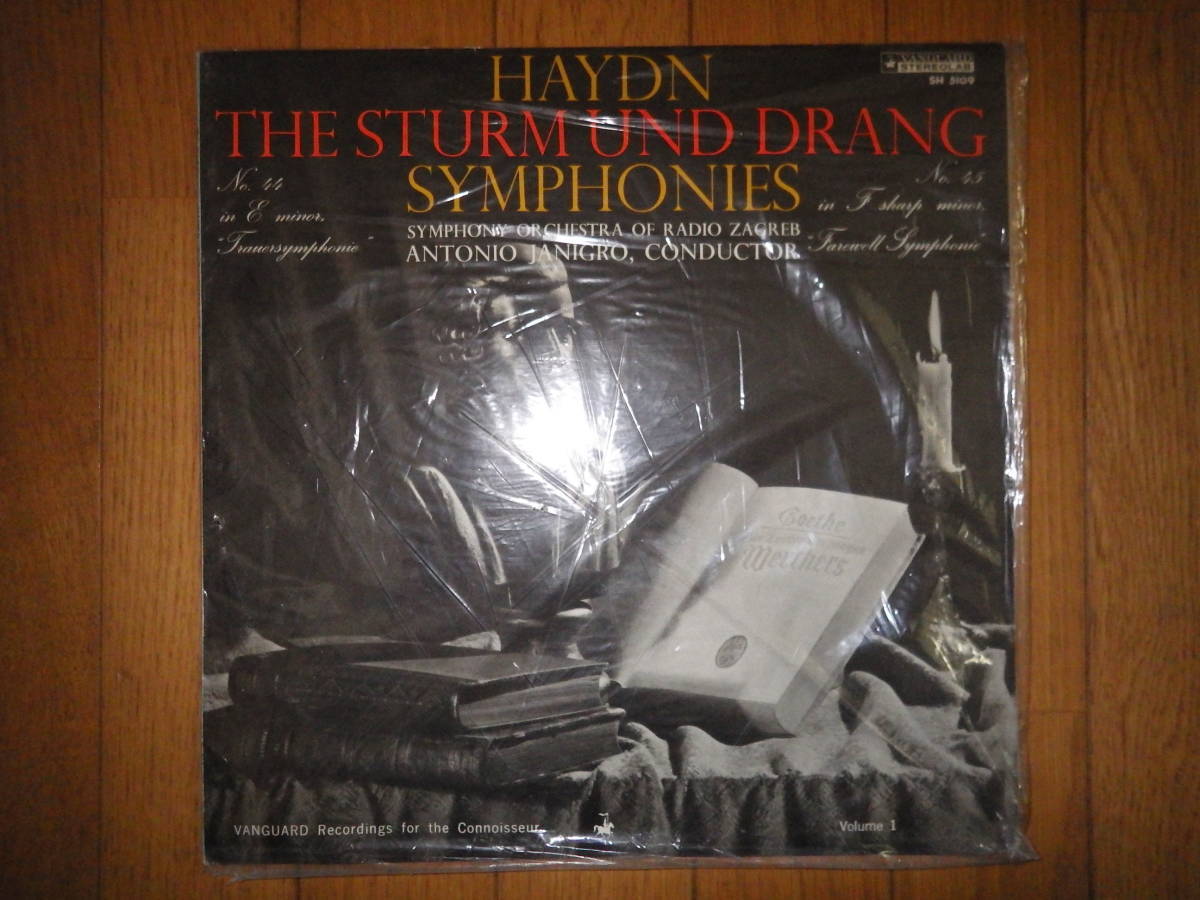 HAYDN
VANGUARD
STEREOLAB
SH 5109
THE STURM UND DRANG
SYMPHONIES
No. 44
in E minor.
"Trauersymphonie"
No. 45
in F sharp minor.
"Farewell Symphonie"
SYMPHONY ORCHESTRA OF RADIO ZAGREB
ANTONIO JANIGRO, CONDUCTOR
Goethe
Werthers
VANGUARD Recordings for the Connoisseur
Volume 1